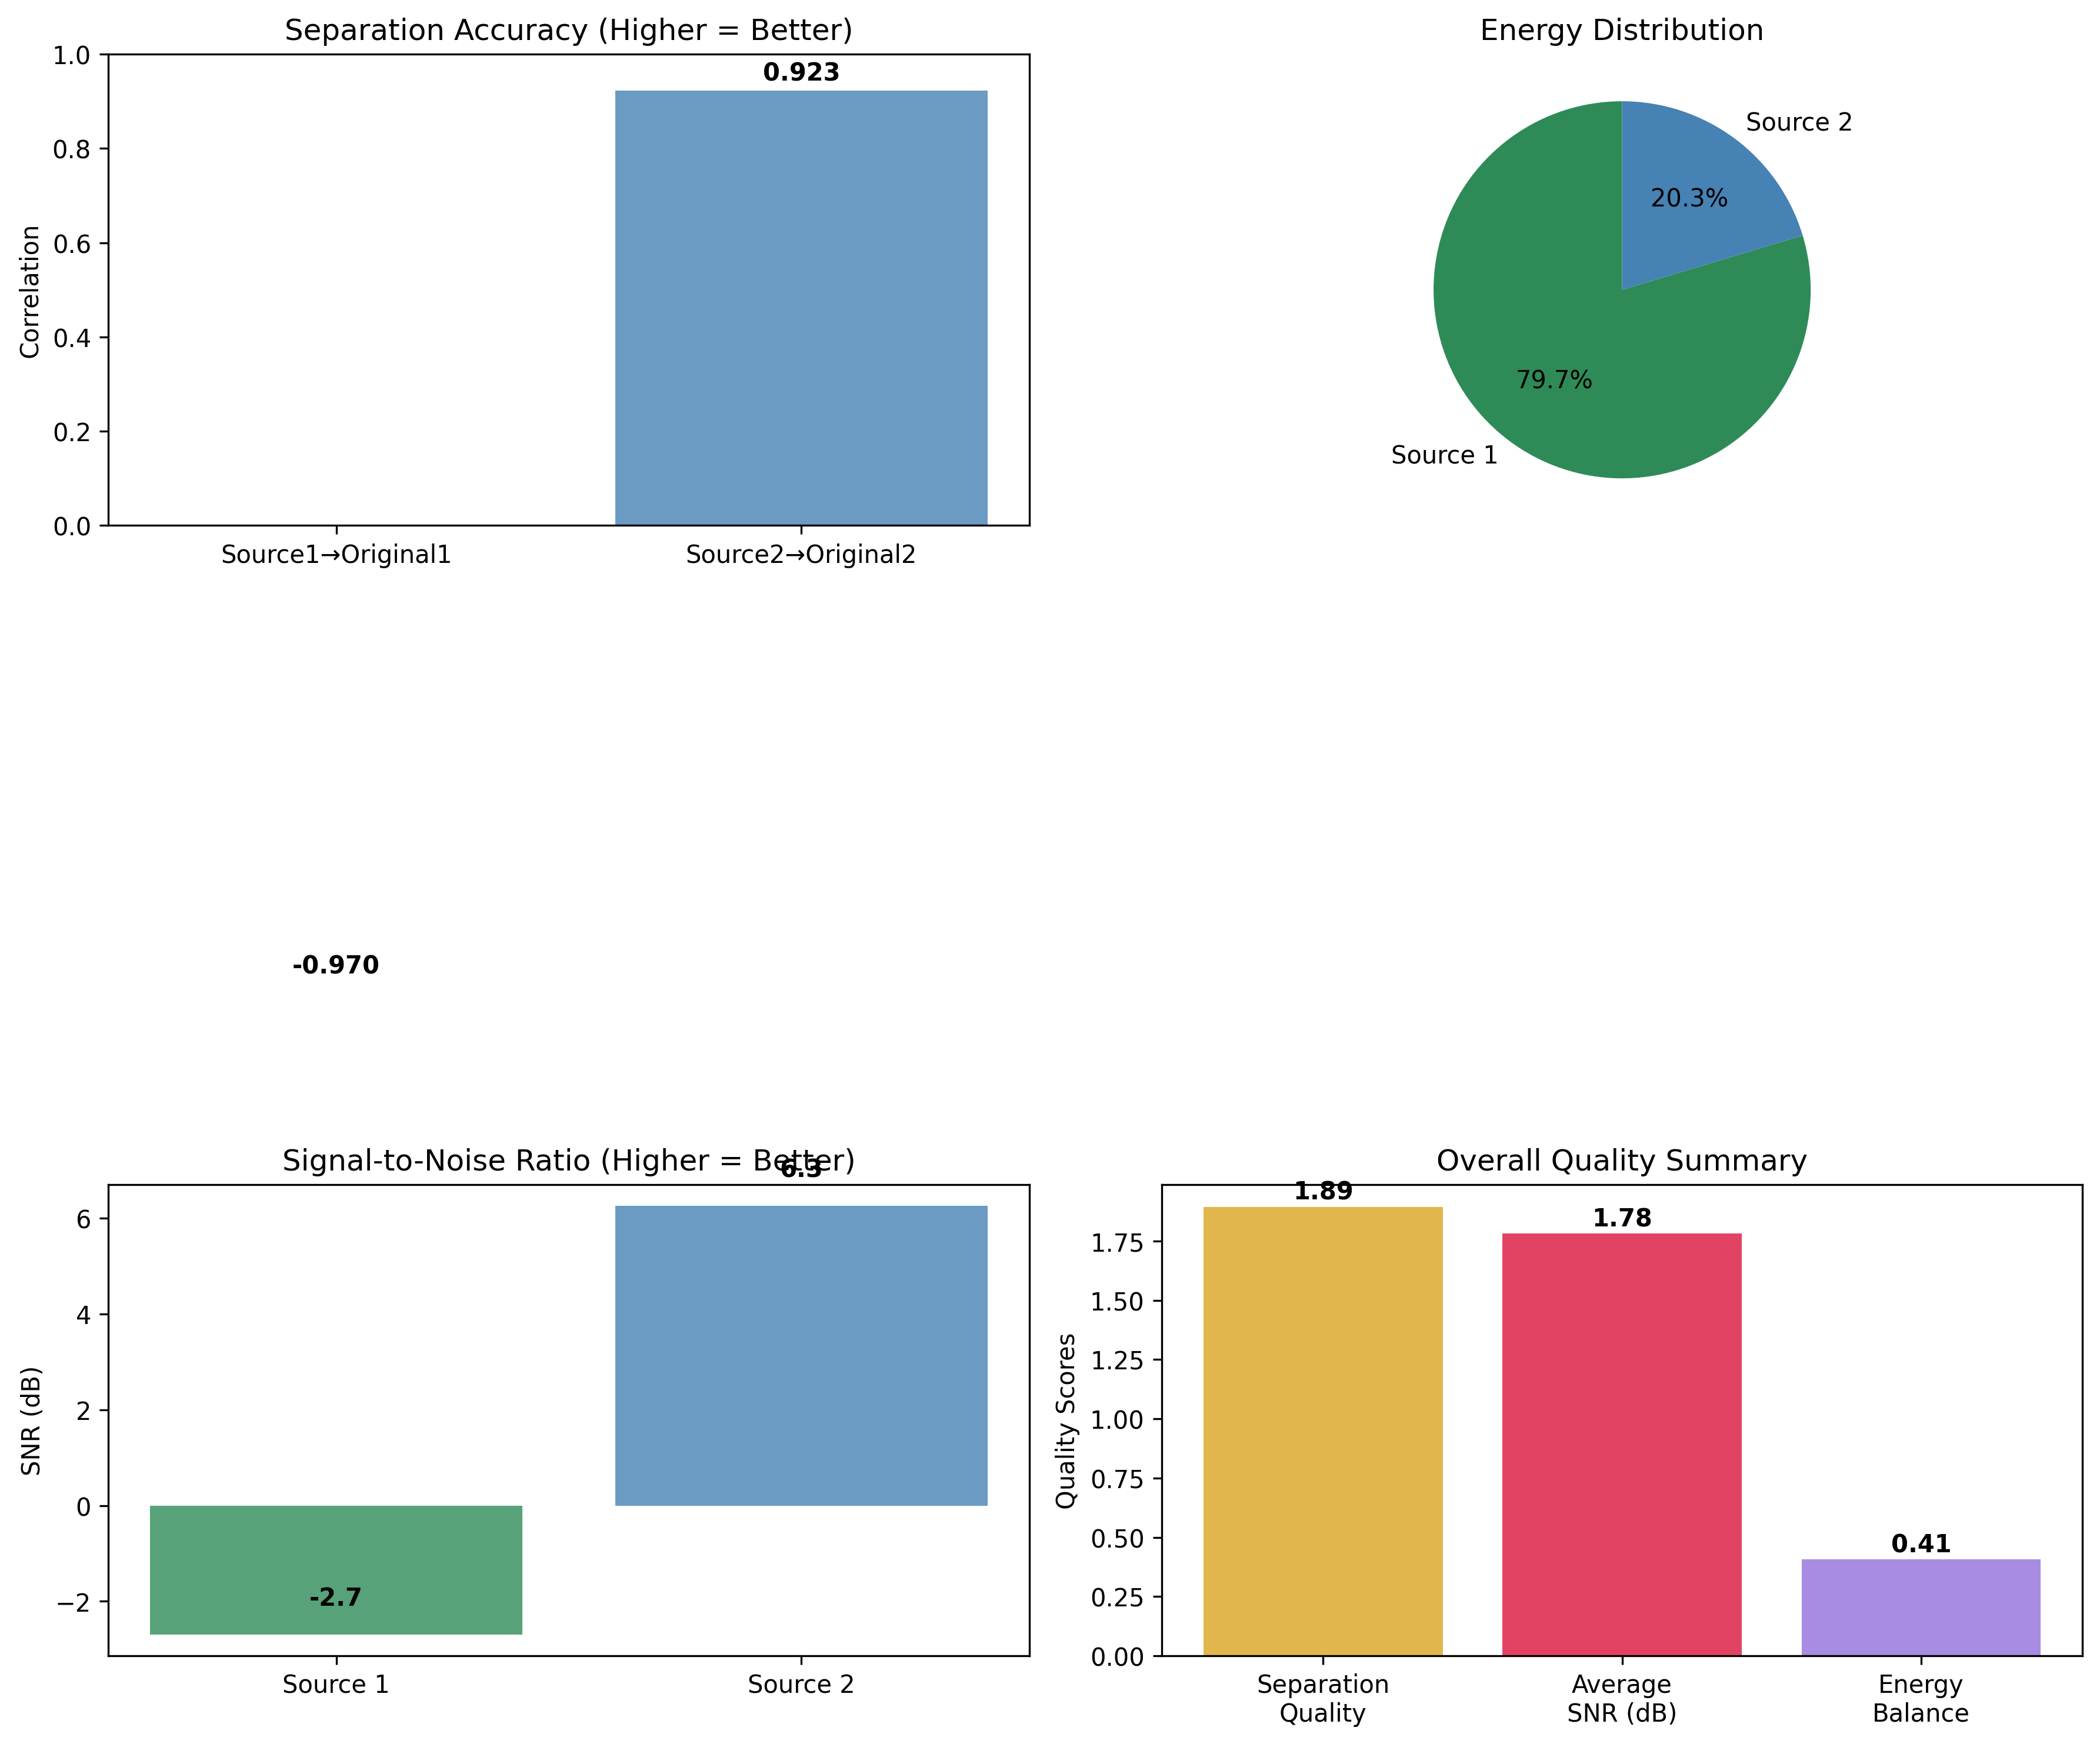 Separation Accuracy (Higher = Better)
Correlation
1.0
0.8
0.6
0.4
0.2
0.0
0.923
Source1→Original1
Source2→Original2
-0.970
Energy Distribution
Source 2
20.3%
79.7%
Source 1
Signal-to-Noise Ratio (Higher = Better)
6.3
SNR (dB)
6
4
2
0
−2
-2.7
Source 1
Source 2
Overall Quality Summary
Quality Scores
1.75
1.50
1.25
1.00
0.75
0.50
0.25
0.00
1.89
1.78
0.41
Separation
Quality
Average
SNR (dB)
Energy
Balance